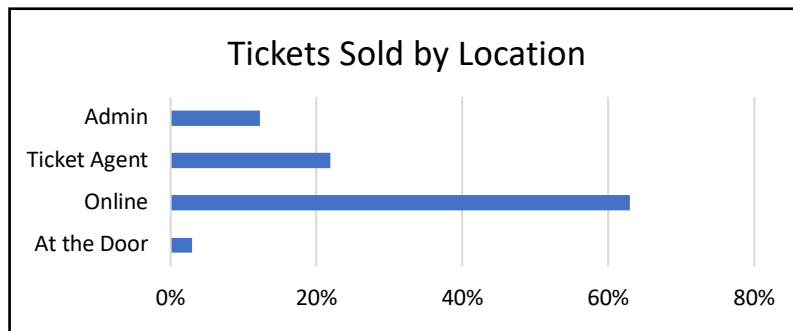 Tickets Sold by Location
Admin
Ticket Agent
Online
At the Door
0% 20% 40% 60% 80%